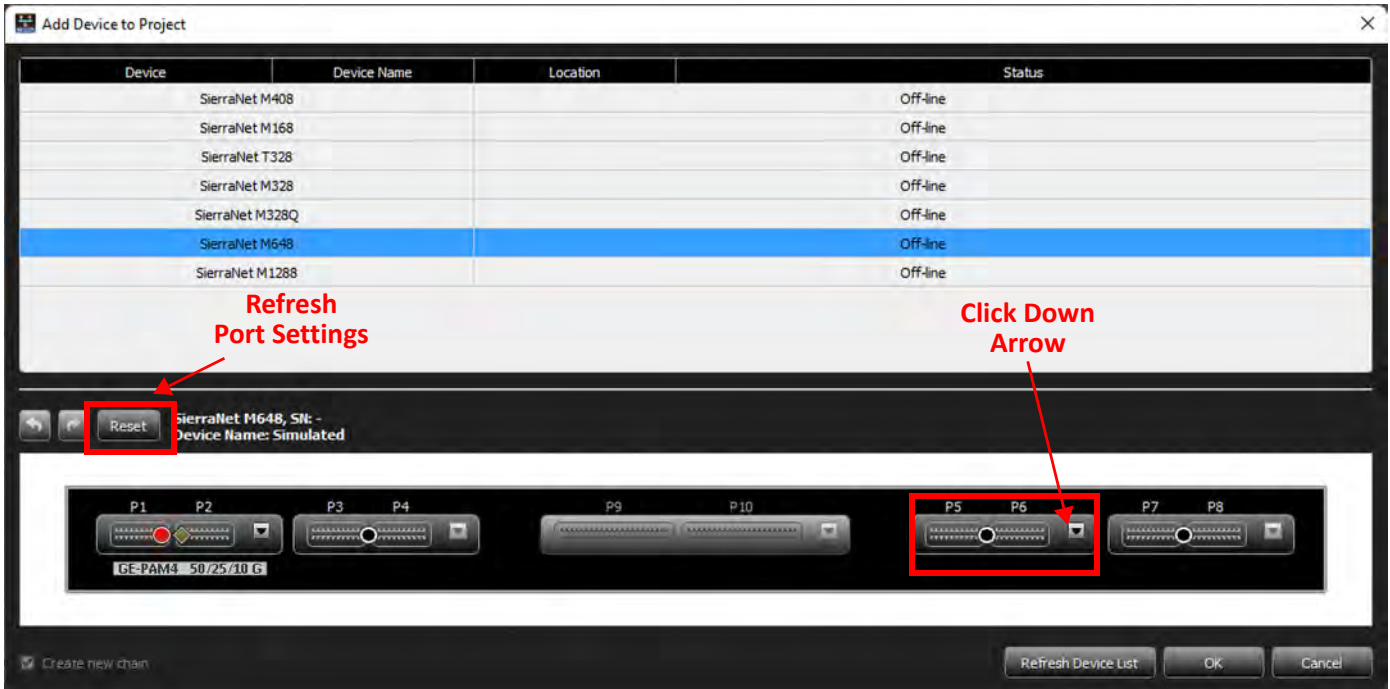 Add Device to Project
Device Device Name Location Status
SierraNet M408 Off-line
SierraNet M168 Off-line
SierraNet T328 Off-line
SierraNet M328 Off-line
SierraNet M328Q Off-line
SierraNet M648 Off-line
SierraNet M1288 Off-line
Refresh
Port Settings
Click Down
Arrow
Reset
SierraNet M648, SN: -
Device Name: Simulated
P1 P2 P3 P4 P9 P10 P5 P6 P7 P8
GE-PAM4 50/25/10 G
Create new chain Refresh Device List OK Cancel